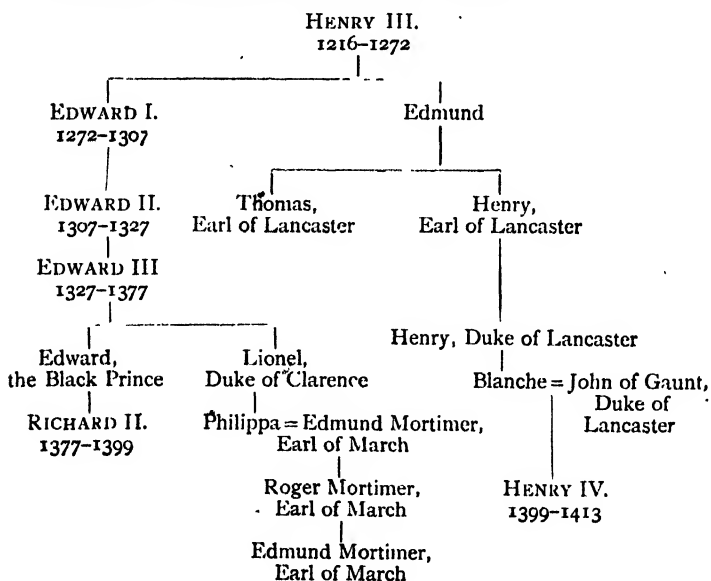 HENRY III.
1216–1272
EDWARD I.
1272–1307
Edmund
EDWARD II.
1307–1327
Thomas,
Earl of Lancaster
Henry,
Earl of Lancaster
EDWARD III
1327–1377
Henry, Duke of Lancaster
Edward,
the Black Prince
Lionel,
Duke of Clarence
Blanche = John of Gaunt,
Duke of
Lancaster
RICHARD II.
1377–1399
Philippa = Edmund Mortimer,
Earl of March
Roger Mortimer,
Earl of March
HENRY IV.
1399–1413
Edmund Mortimer,
Earl of March